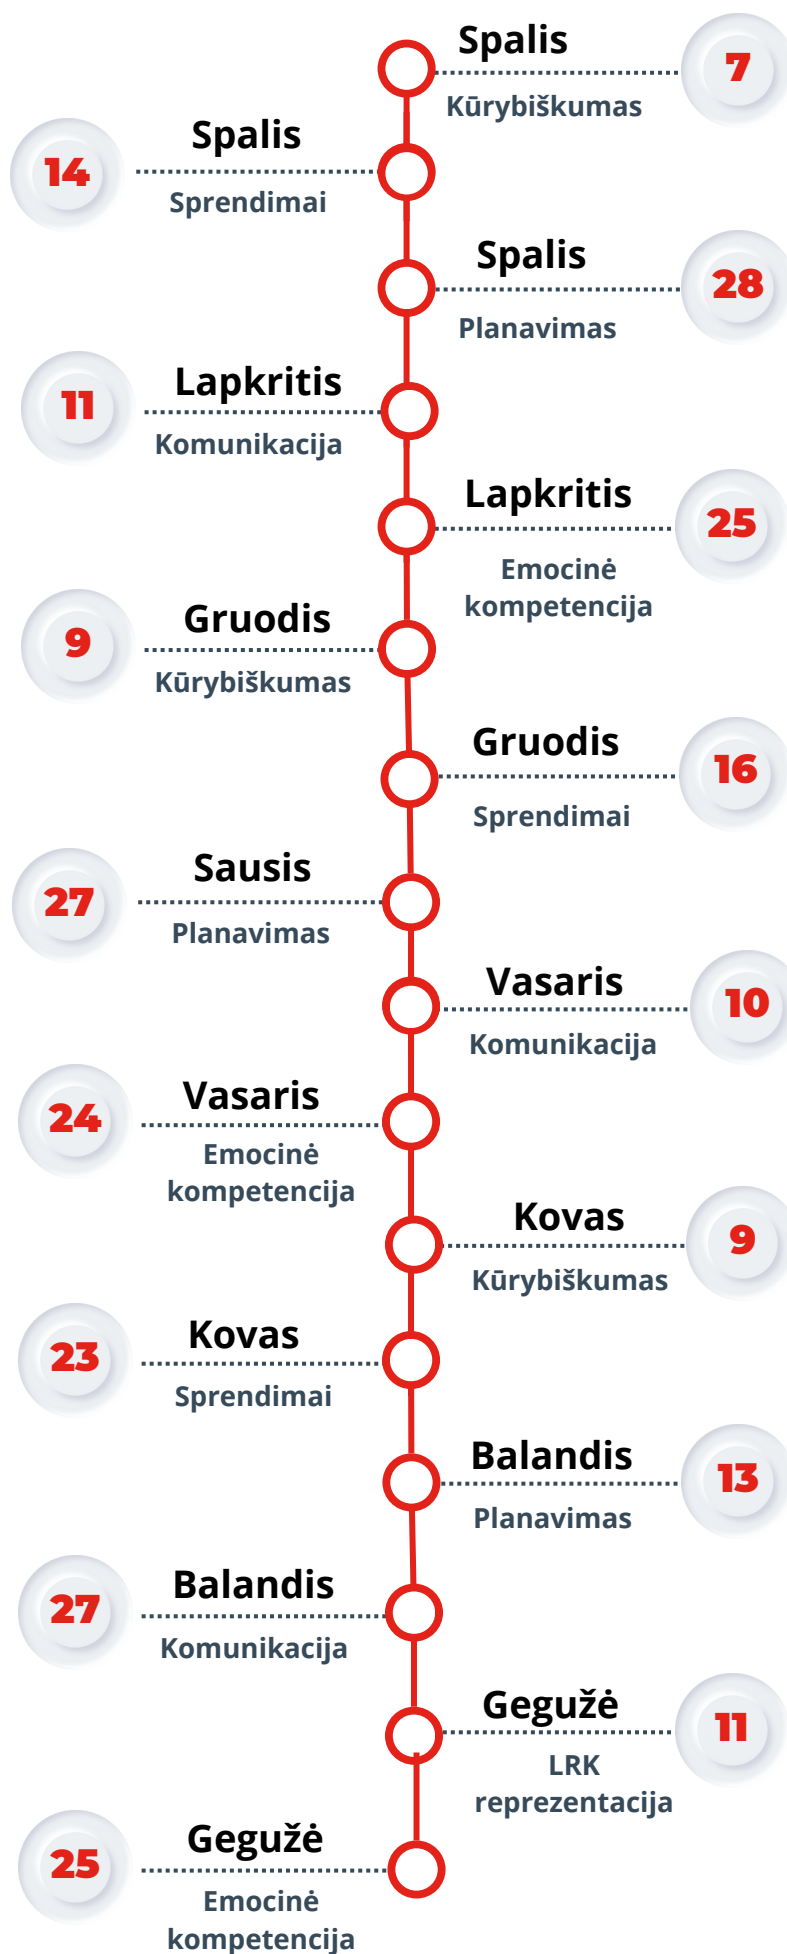 Spalis
7
Kūrybiškumas
Spalis
14
Sprendimai
Spalis
28
Planavimas
Lapkritis
11
Komunikacija
Lapkritis
25
Emocinė
kompetencija
Gruodis
9
Kūrybiškumas
Gruodis
16
Sprendimai
Sausis
27
Planavimas
Vasaris
10
Komunikacija
Vasaris
24
Emocinė
kompetencija
Kovas
9
Kūrybiškumas
Kovas
23
Sprendimai
Balandis
13
Planavimas
Balandis
27
Komunikacija
Gegužė
11
LRK
reprezentacija
Gegužė
25
Emocinė
kompetencija